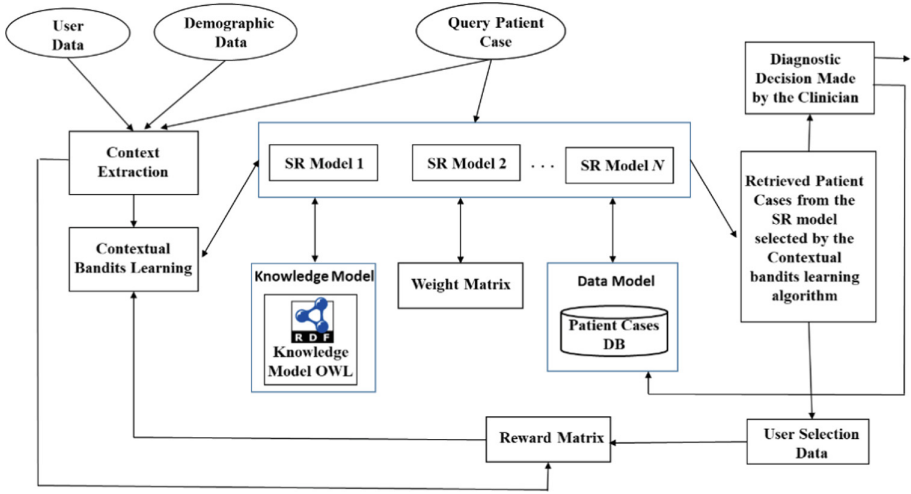 User
Data
Demographic
Data
Query Patient
Case
Diagnostic
Decision Made
by the Clinician
Context
Extraction
SR Model 1
SR Model 2
. . .
SR Model N
Retrieved Patient
Cases from the
SR model
selected by the
Contextual
bandits learning
algorithm
Contextual
Bandits Learning
Knowledge Model
RDF
Knowledge
Model OWL
Weight Matrix
Data Model
Patient Cases
DB
Reward Matrix
User Selection
Data